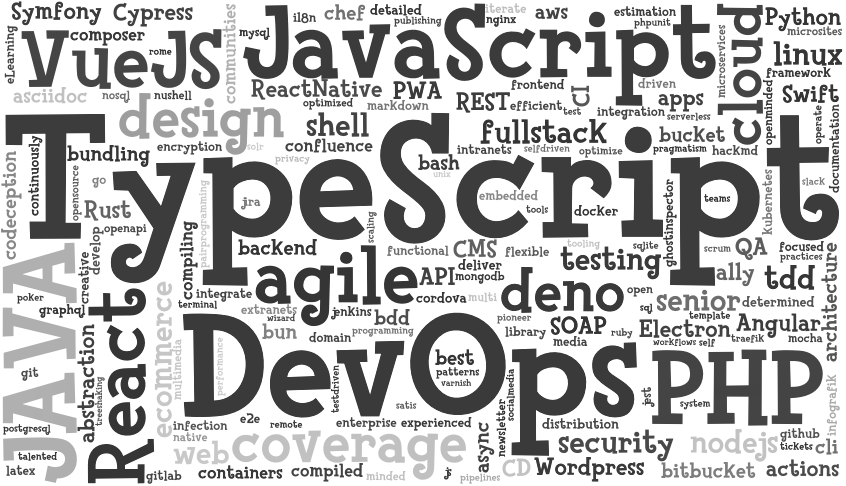 Symfony Cypress
eLearning
composer
VueJS
rome
asciidoc
nosql
nushell
communities
mysql
i18n
chef
detailed
publishing
iterate
nginx
aws
estimation
phpunit
JavaScript
microservices
cloud
Python
microsites
linux
framework
Swift
openminded
operate
documentation
ReactNative
PWA
optimized
markdown
REST
frontend
efficient
test
CI
driven
apps
integration
serverless
design
shell
confluence
fullstack
bucket
encryption
solr
privacy
intranets
selfdriven
optimize
pragmatism
hackmd
bash
unix
TypeScript
continuously
bundling
opensource
go
codeception
Rust
openapi
develop
creative
pairprogramming
compiling
jra
scaling
embedded
tools
docker
ghostinspector
teams
kubernetes
slack
backend
functional
CMS
flexible
tooling
sqlite
scrum
QA
focused
practices
agile
API
deliver
mongodb
testing
ally
tdd
architecture
JAVA
poker
graphql
integrate
terminal
extranets
wizard
jenkins
cordova
multi
deno
open
sql
senior
determined
template
bun
bdd
programming
pioneer
library
SOAP
ruby
media
Electron
Angular
traefik
mocha
workflows
self
domain
React
ecommerce
multimedia
abstraction
treeshaking
git
DevOps
performance
best
patterns
varnish
testdriven
satis
socialmedia
newsletter
jest
system
PHP
infografik
postgresql
talented
latex
infection
native
e2e
remote
enterprise
experienced
distribution
web
coverage
async
security
nodejs
github
tickets
cli
gitlab
containers
compiled
minded
js
pipelines
CD
Wordpress
bitbucket
actions